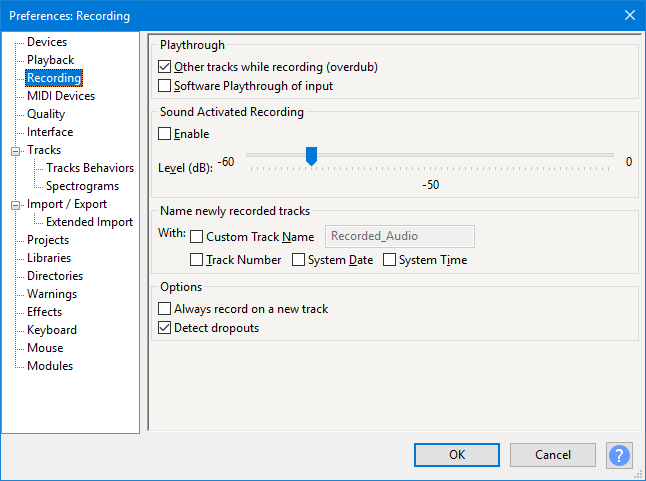 Preferences: Recording
Devices
Playback
Recording
MIDI Devices
Quality
Interface
Tracks
Tracks Behaviors
Spectrograms
Import / Export
Extended Import
Projects
Libraries
Directories
Warnings
Effects
Keyboard
Mouse
Modules
Playthrough
Other tracks while recording (overdub)
Software Playthrough of input
Sound Activated Recording
Enable
Level (dB): -60 0
-50
Name newly recorded tracks
With: Custom Track Name Recorded_Audio
Track Number System Date System Time
Options
Always record on a new track
Detect dropouts
OK Cancel ?